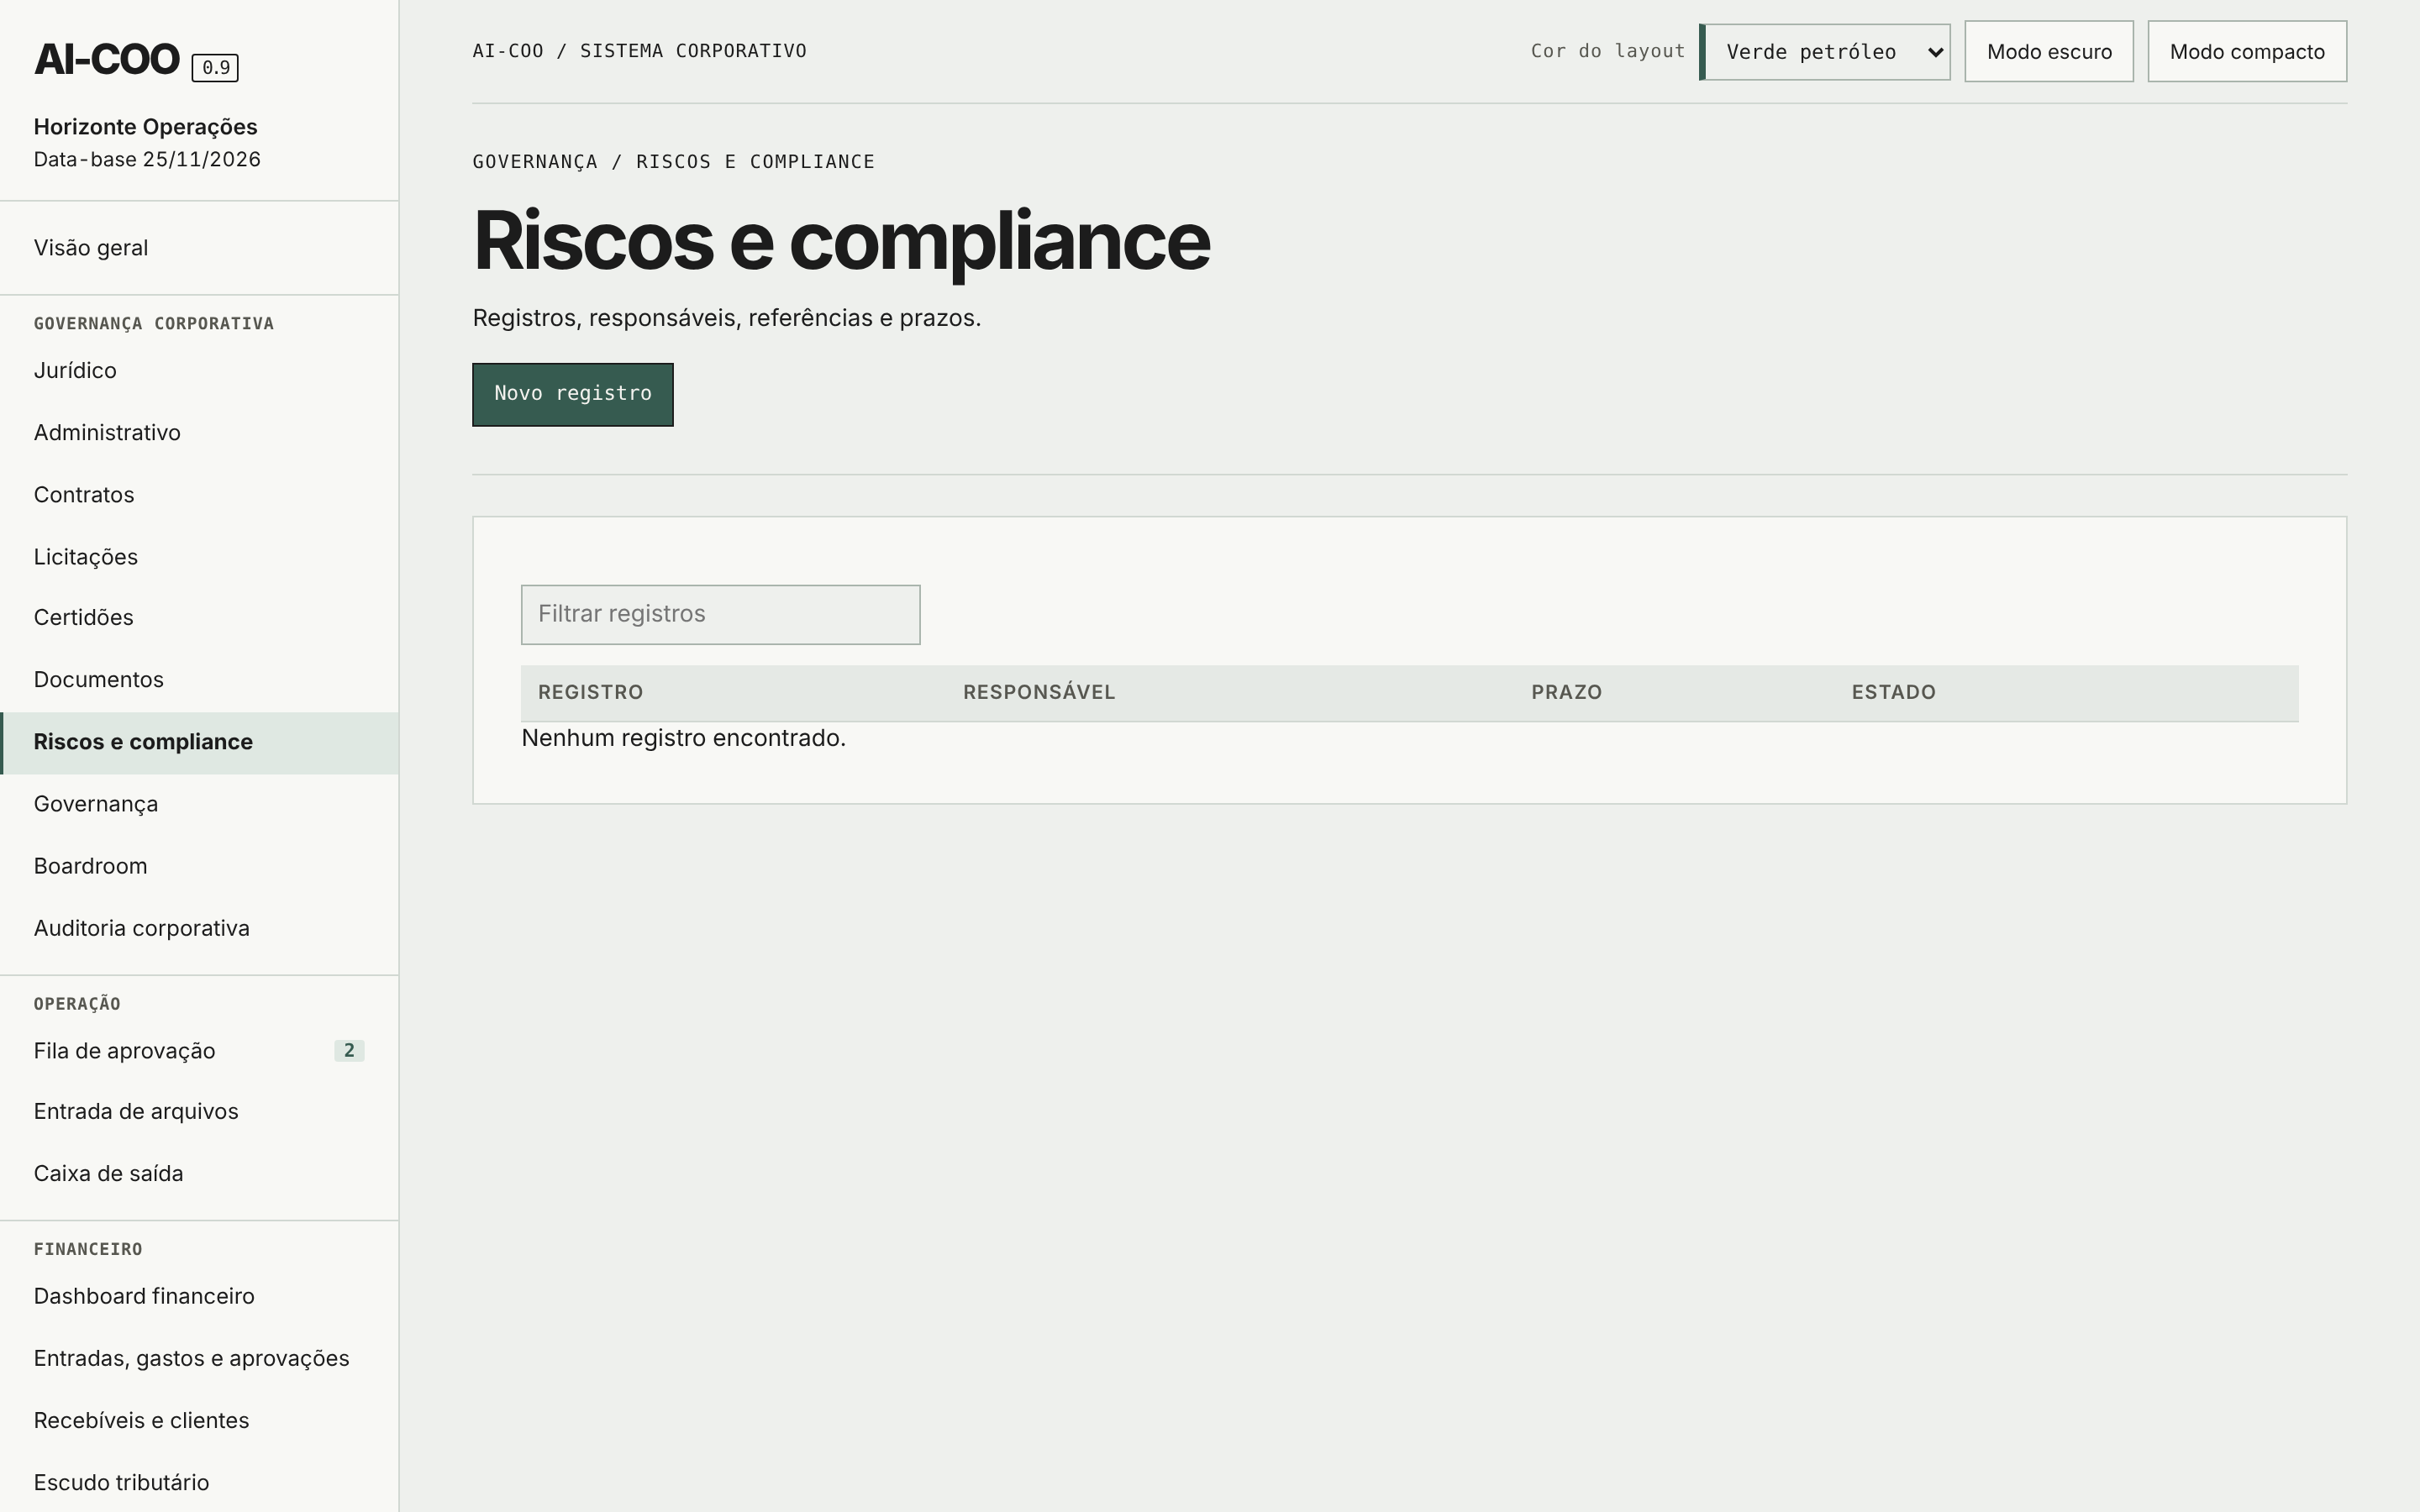 AI-COO 0.9
Horizonte Operações
Data-base 25/11/2026
Visão geral
GOVERNANÇA CORPORATIVA
Jurídico
Administrativo
Contratos
Licitações
Certidões
Documentos
Riscos e compliance
Governança
Boardroom
Auditoria corporativa
OPERAÇÃO
Fila de aprovação 2
Entrada de arquivos
Caixa de saída
FINANCEIRO
Dashboard financeiro
Entradas, gastos e aprovações
Recebíveis e clientes
Escudo tributário
AI-COO / SISTEMA CORPORATIVO
Cor do layout Verde petróleo Modo escuro Modo compacto
GOVERNANÇA / RISCOS E COMPLIANCE
Riscos e compliance
Registros, responsáveis, referências e prazos.
Novo registro
Filtrar registros
REGISTRO RESPONSÁVEL PRAZO ESTADO
Nenhum registro encontrado.